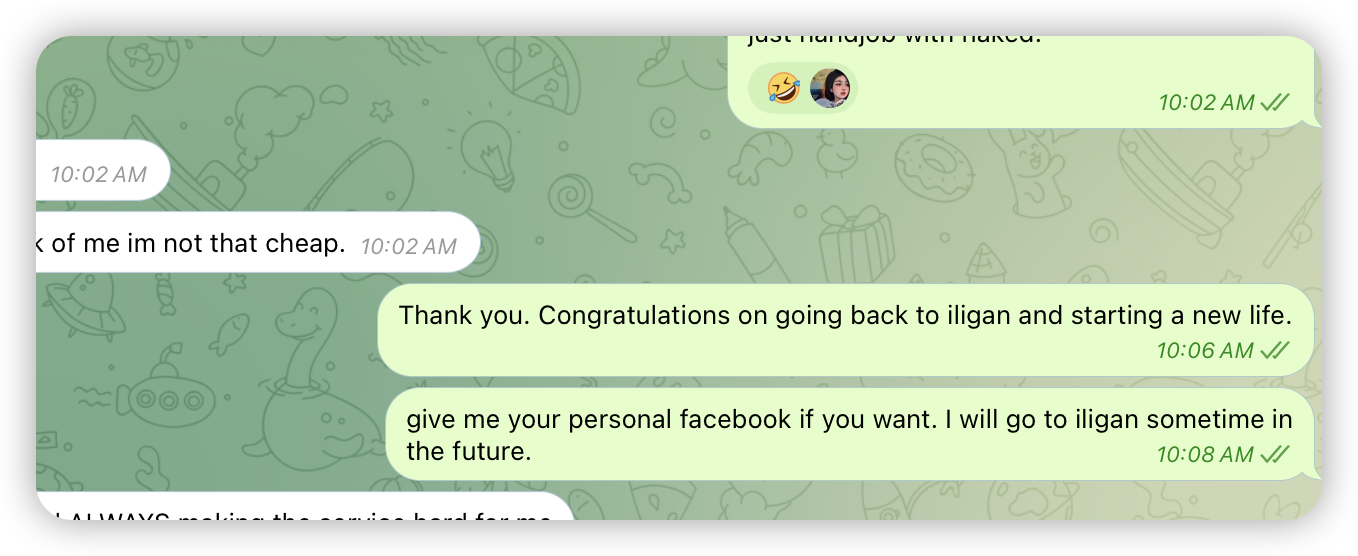 just handjob with naked.
10:02 AM
10:02 AM
of me im not that cheap. 10:02 AM
Thank you. Congratulations on going back to iligan and starting a new life.
10:06 AM
give me your personal facebook if you want. I will go to iligan sometime in
the future. 10:08 AM
ALWAYS making the service hard for me